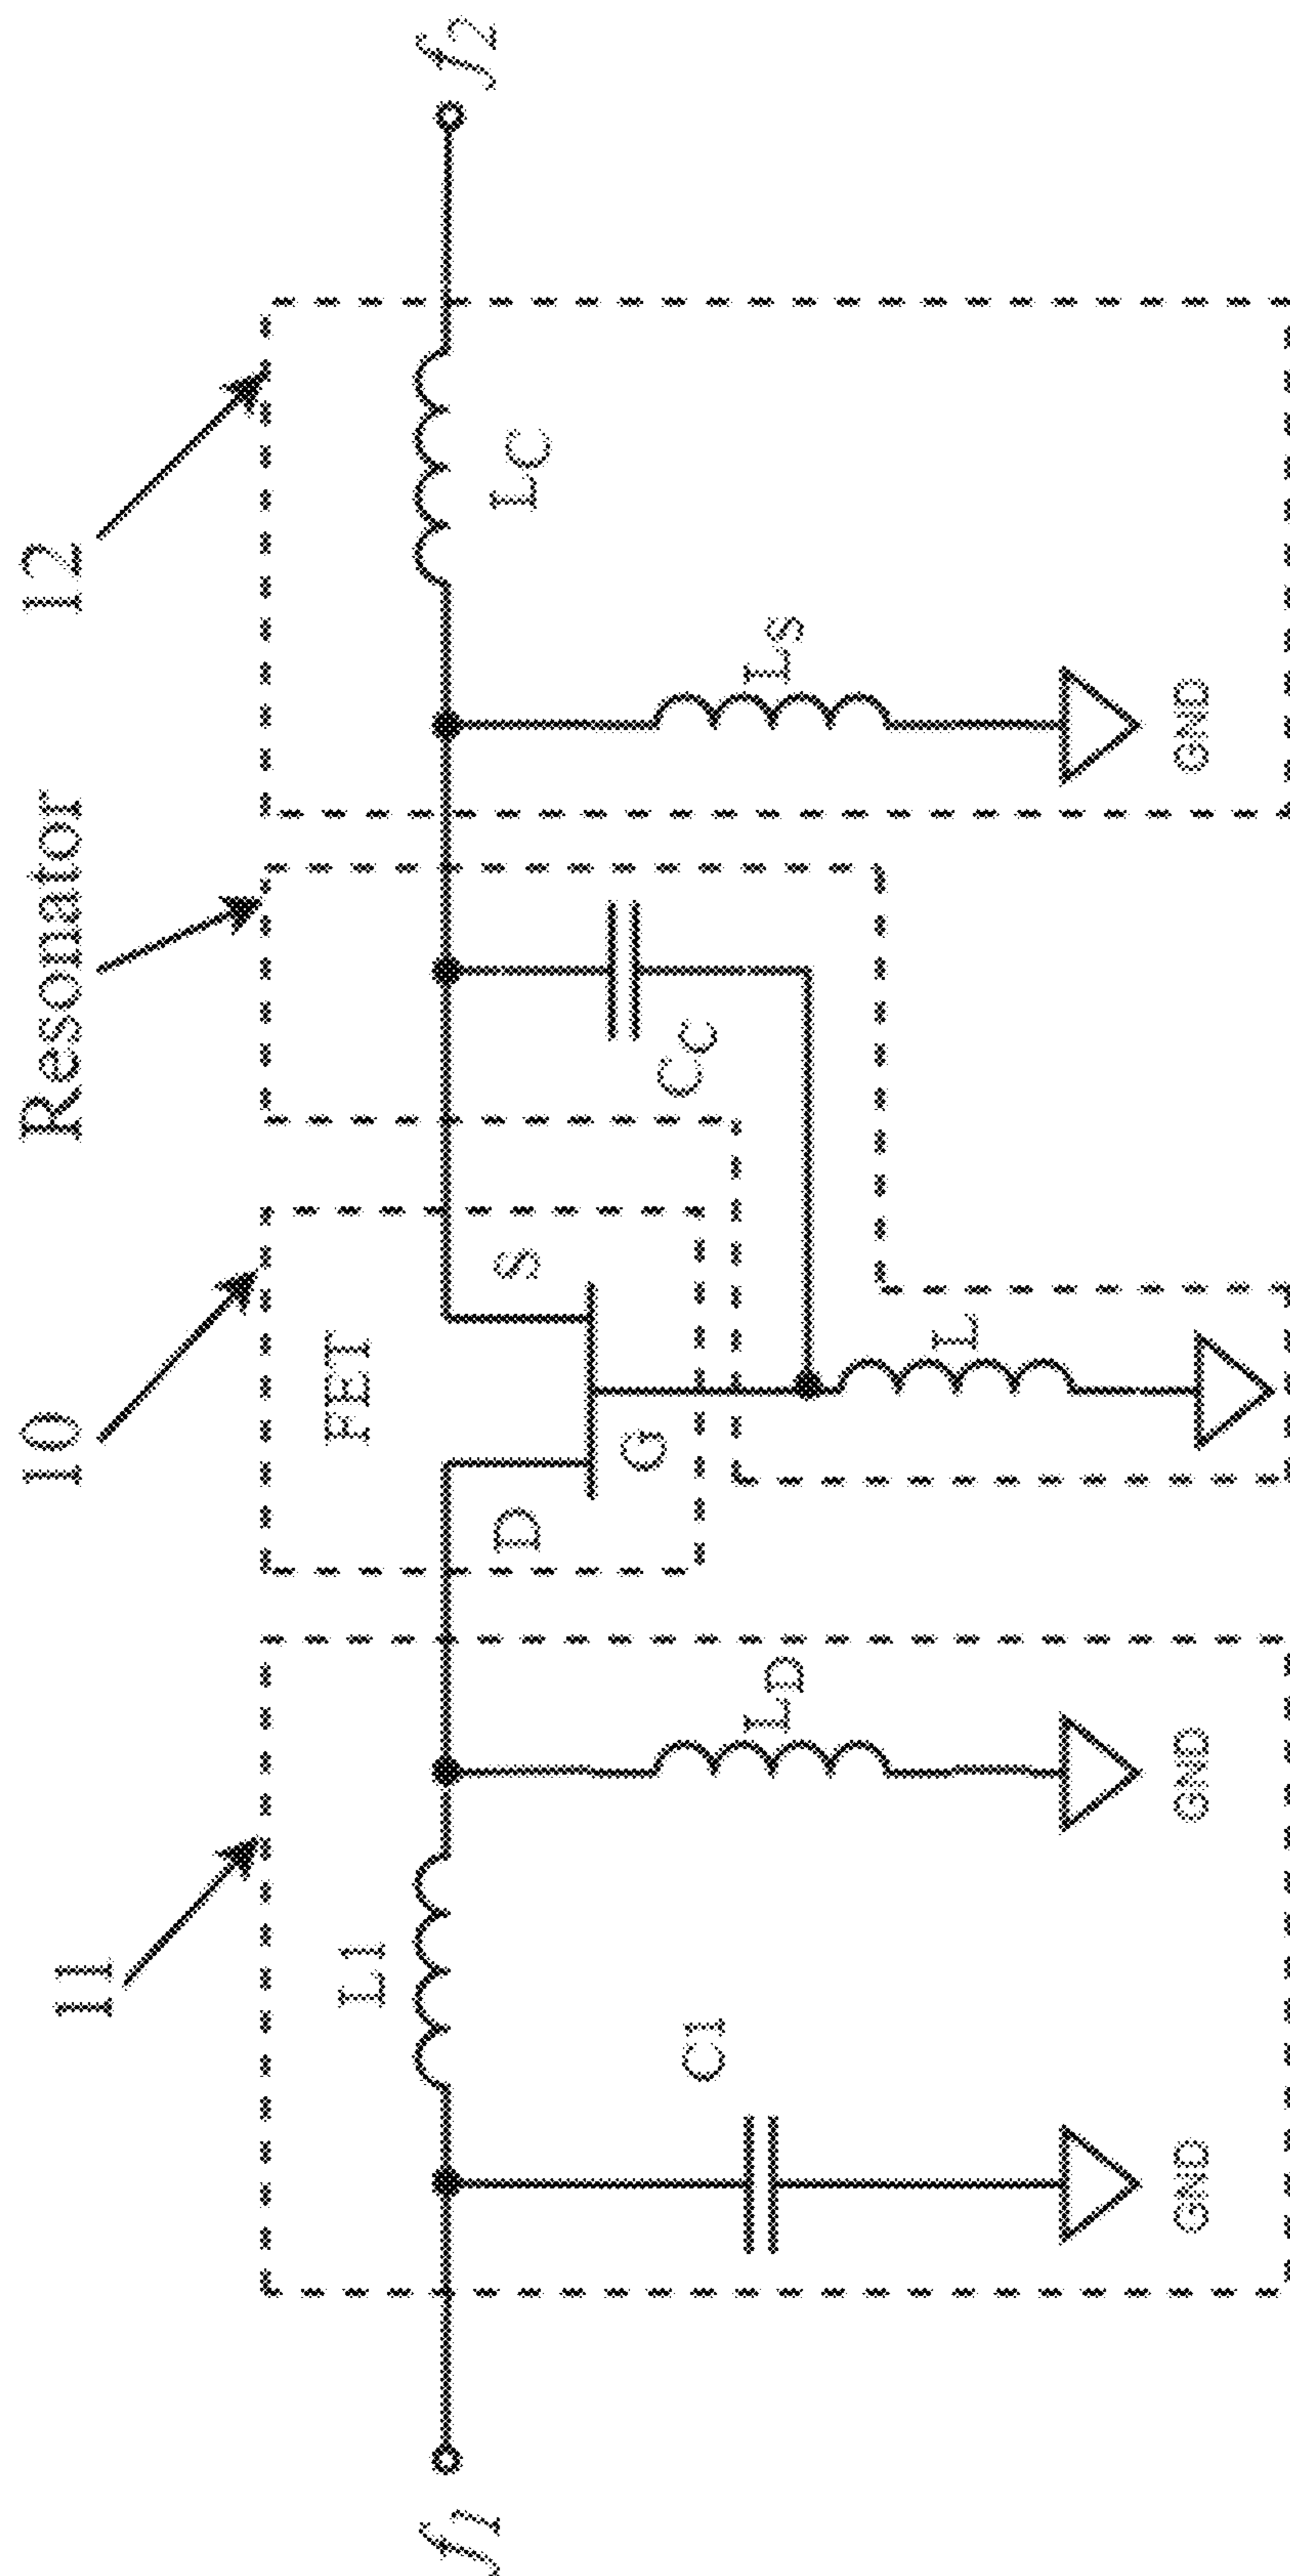 11
10
Resonator
12
FET
L1
D
S
G
LC
f1
f2
C1
LD
CC
L
LS
GND
GND
GND